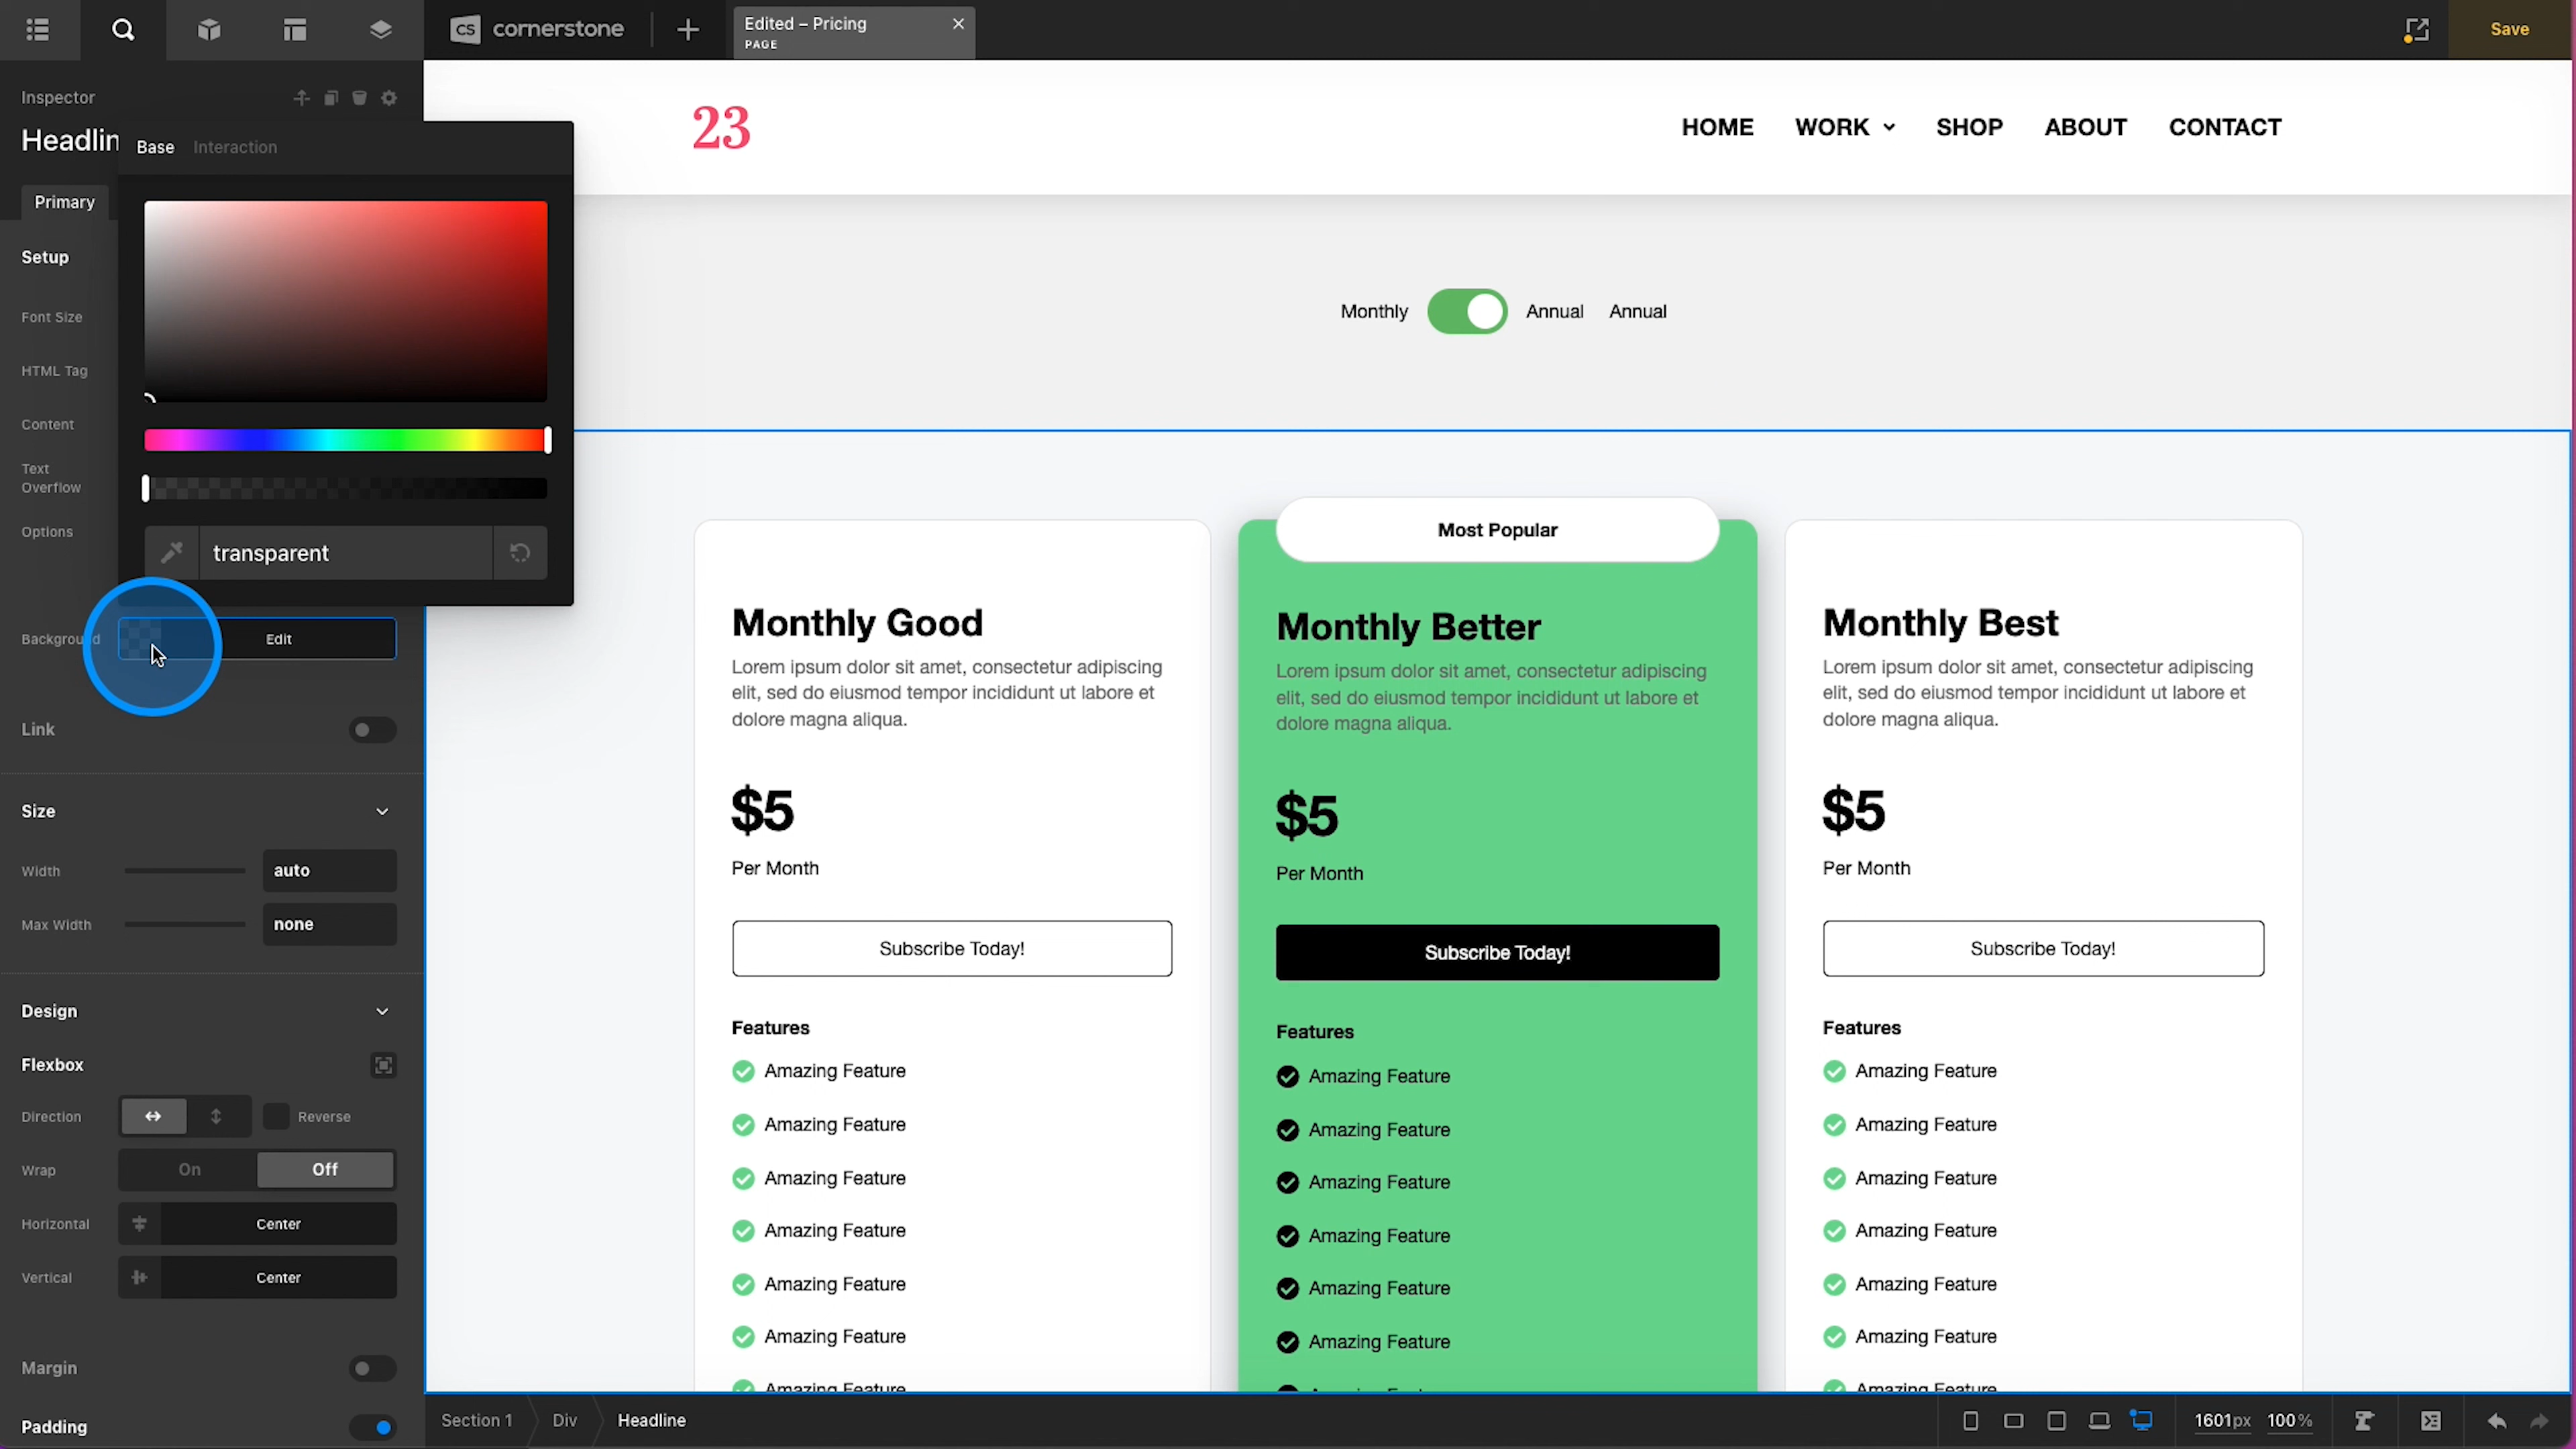 cs cornerstone
Edited – Pricing
PAGE
Save
Inspector
Headlin
Base Interaction
Primary
Setup
Font Size
HTML Tag
Content
Text
Overflow
Options
transparent
Background
Edit
Link
Size
Width
auto
Max Width
none
Design
Flexbox
Direction
Reverse
Wrap
On
Off
Horizontal
Center
Vertical
Center
Margin
Padding
23
HOME WORK SHOP ABOUT CONTACT
Monthly
Annual
Annual
Monthly Good
Lorem ipsum dolor sit amet, consectetur adipiscing
elit, sed do eiusmod tempor incididunt ut labore et
dolore magna aliqua.
$5
Per Month
Subscribe Today!
Features
Amazing Feature
Amazing Feature
Amazing Feature
Amazing Feature
Amazing Feature
Amazing Feature
Amazing Feature
Most Popular
Monthly Better
Lorem ipsum dolor sit amet, consectetur adipiscing
elit, sed do eiusmod tempor incididunt ut labore et
dolore magna aliqua.
$5
Per Month
Subscribe Today!
Features
Amazing Feature
Amazing Feature
Amazing Feature
Amazing Feature
Amazing Feature
Amazing Feature
Monthly Best
Lorem ipsum dolor sit amet, consectetur adipiscing
elit, sed do eiusmod tempor incididunt ut labore et
dolore magna aliqua.
$5
Per Month
Subscribe Today!
Features
Amazing Feature
Amazing Feature
Amazing Feature
Amazing Feature
Amazing Feature
Amazing Feature
Amazing Feature
Section 1
Div
Headline
1601px 100%